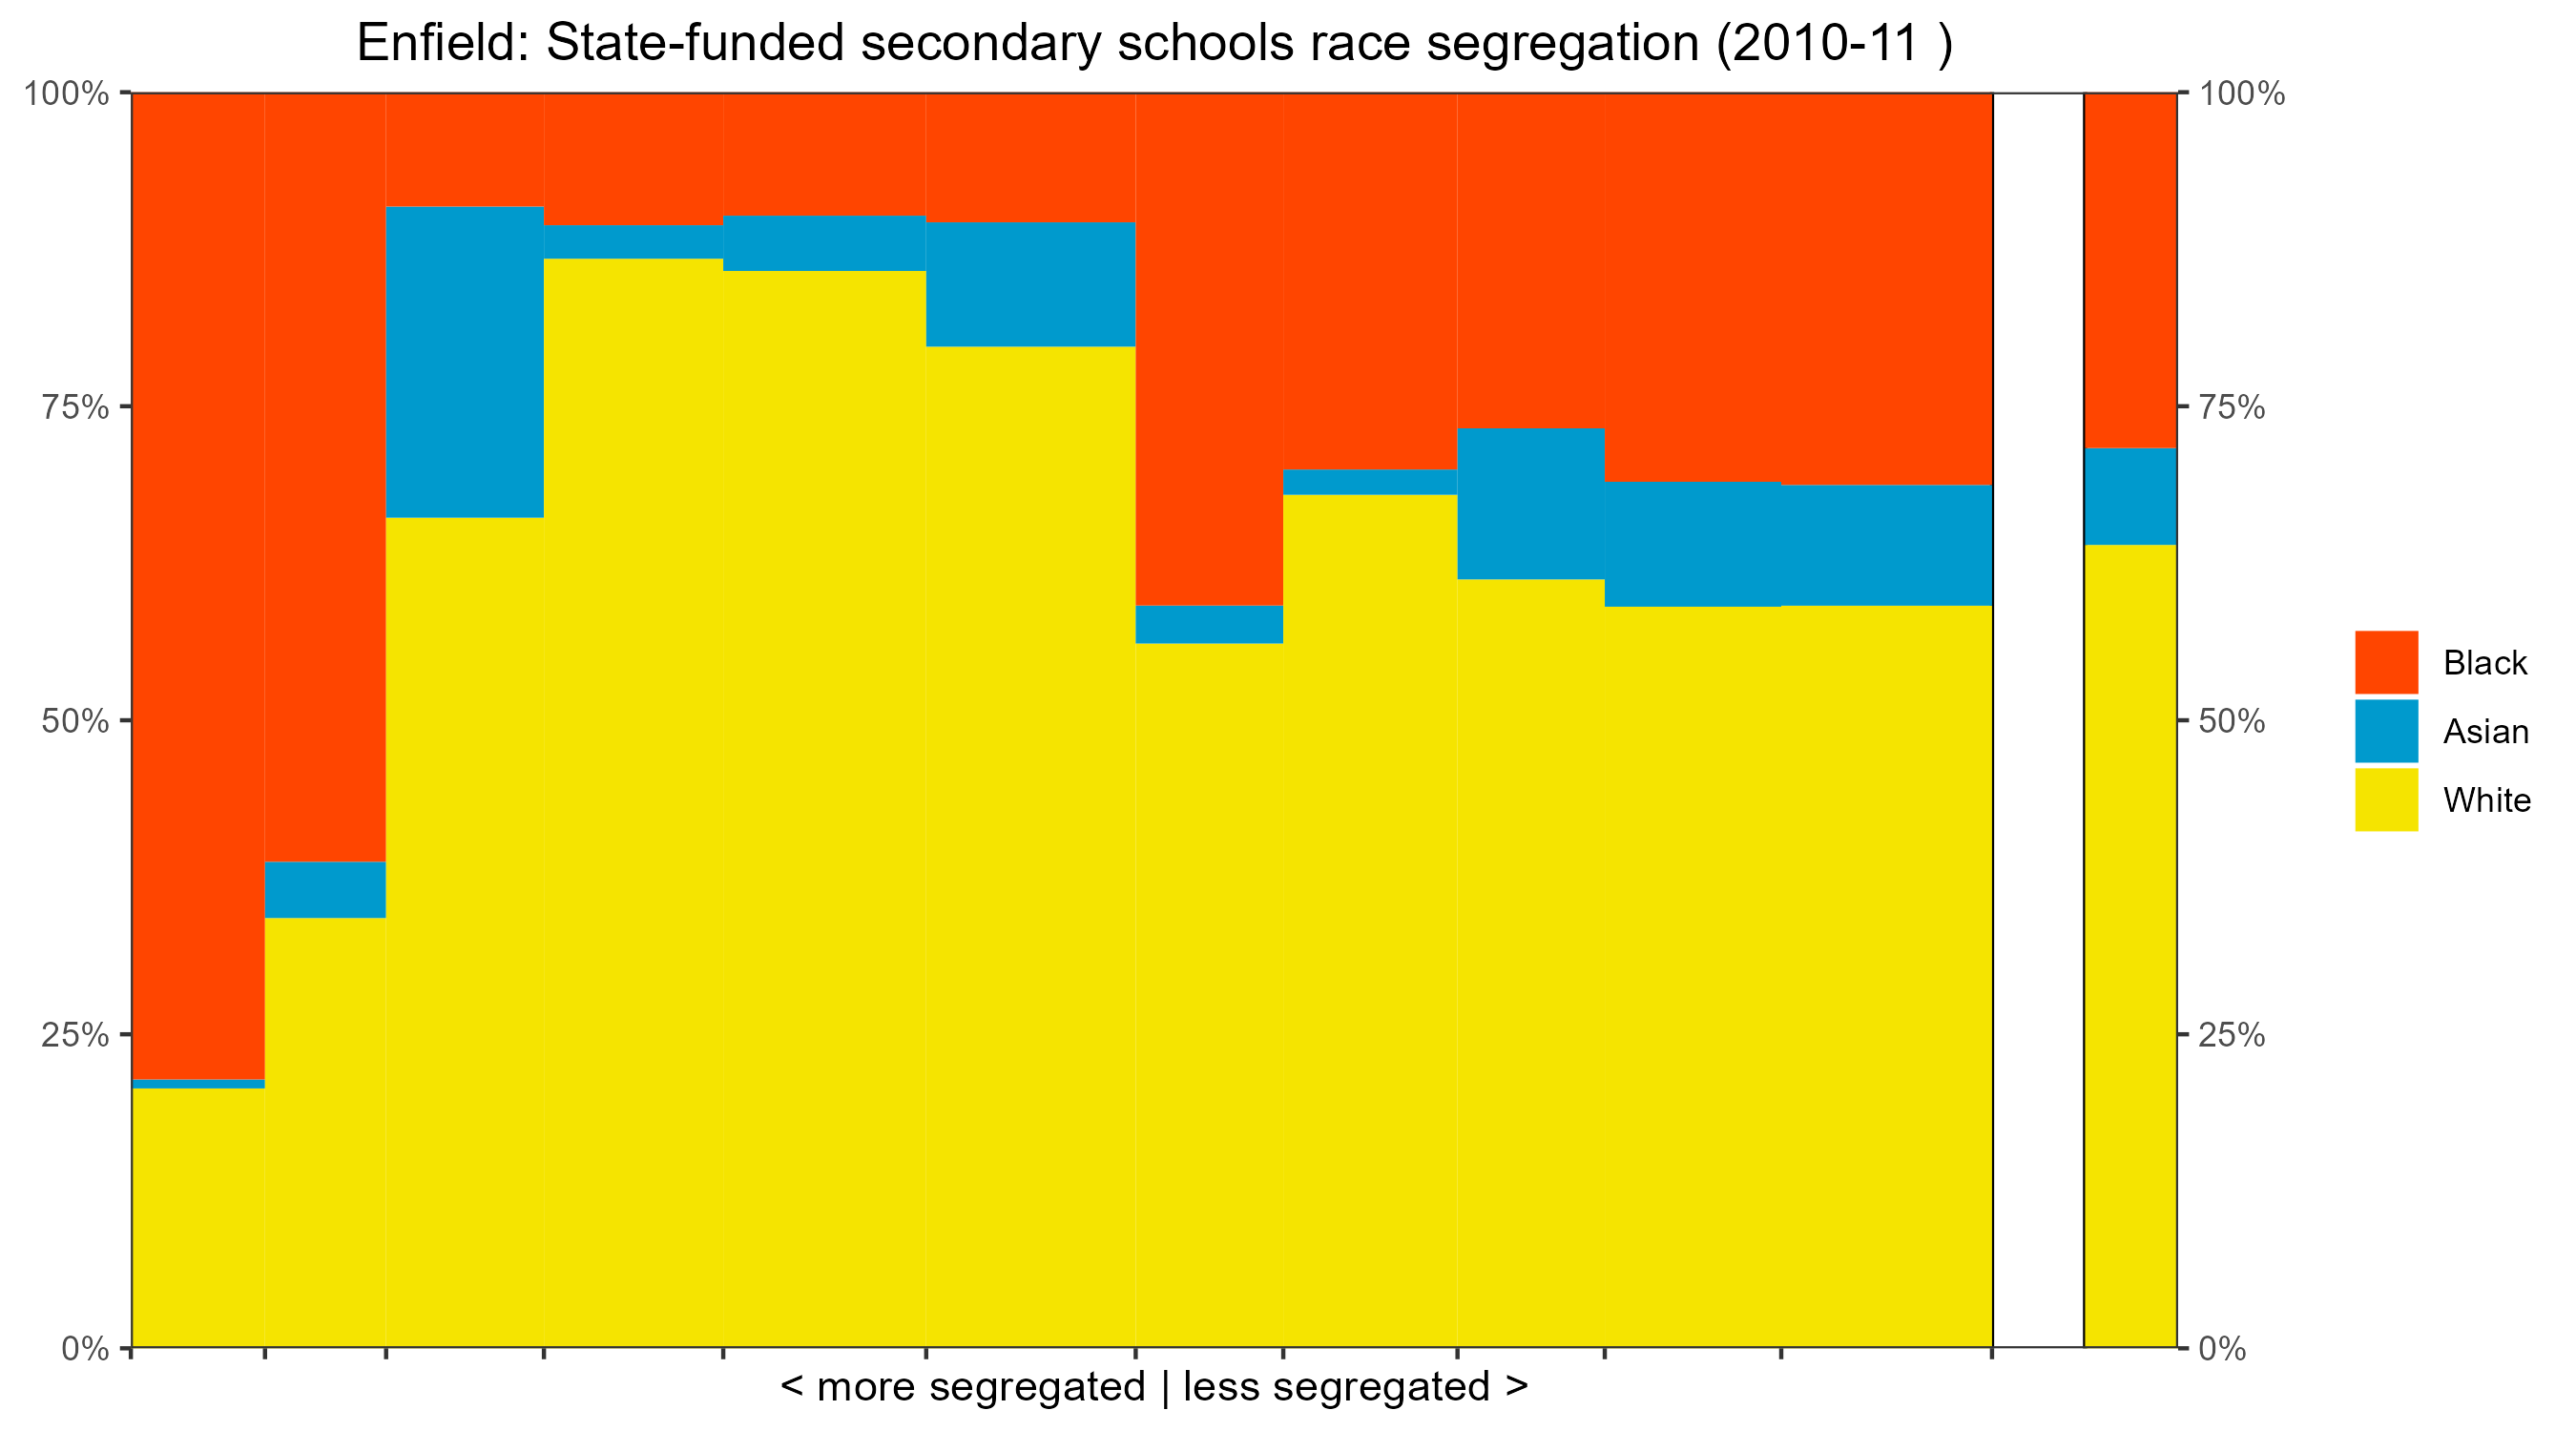 Enfield: State-funded secondary schools race segregation (2010-11 )
100%
75%
50%
25%
0%
100%
75%
50%
25%
0%
Black
Asian
White
< more segregated | less segregated >